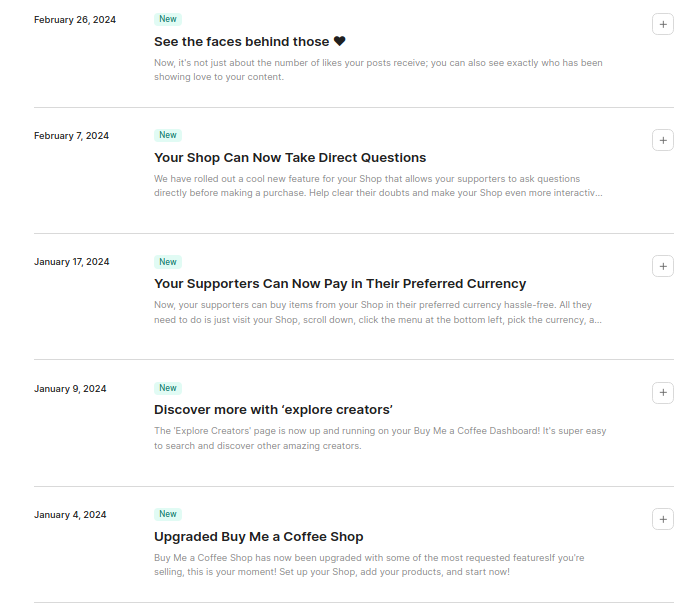 February 26, 2024
New
See the faces behind those ❤
Now, it's not just about the number of likes your posts receive; you can also see exactly who has been
showing love to your content.
February 7, 2024
New
Your Shop Can Now Take Direct Questions
We have rolled out a cool new feature for your Shop that allows your supporters to ask questions
directly before making a purchase. Help clear their doubts and make your Shop even more interactiv...
January 17, 2024
New
Your Supporters Can Now Pay in Their Preferred Currency
Now, your supporters can buy items from your Shop in their preferred currency hassle-free. All they
need to do is just visit your Shop, scroll down, click the menu at the bottom left, pick the currency, a...
January 9, 2024
New
Discover more with ‘explore creators’
The 'Explore Creators' page is now up and running on your Buy Me a Coffee Dashboard! It's super easy
to search and discover other amazing creators.
January 4, 2024
New
Upgraded Buy Me a Coffee Shop
Buy Me a Coffee Shop has now been upgraded with some of the most requested featuresIf you're
selling, this is your moment! Set up your Shop, add your products, and start now!